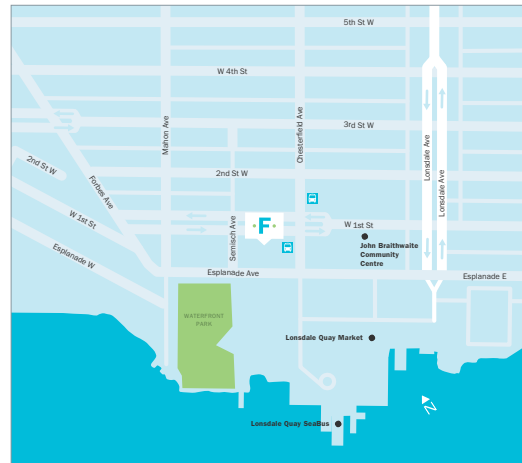 5th St W
W 4th St
3rd St W
2nd St W
2nd St W
W 1st St
W 1st St
Esplanade W
Esplanade Ave
Esplanade E
Forbes Ave
Mahon Ave
Semisch Ave
Chesterfield Ave
Lonsdale Ave
Lonsdale Ave
F
John Braithwaite
Community
Centre
WATERFRONT
PARK
Lonsdale Quay Market
Lonsdale Quay SeaBus
N